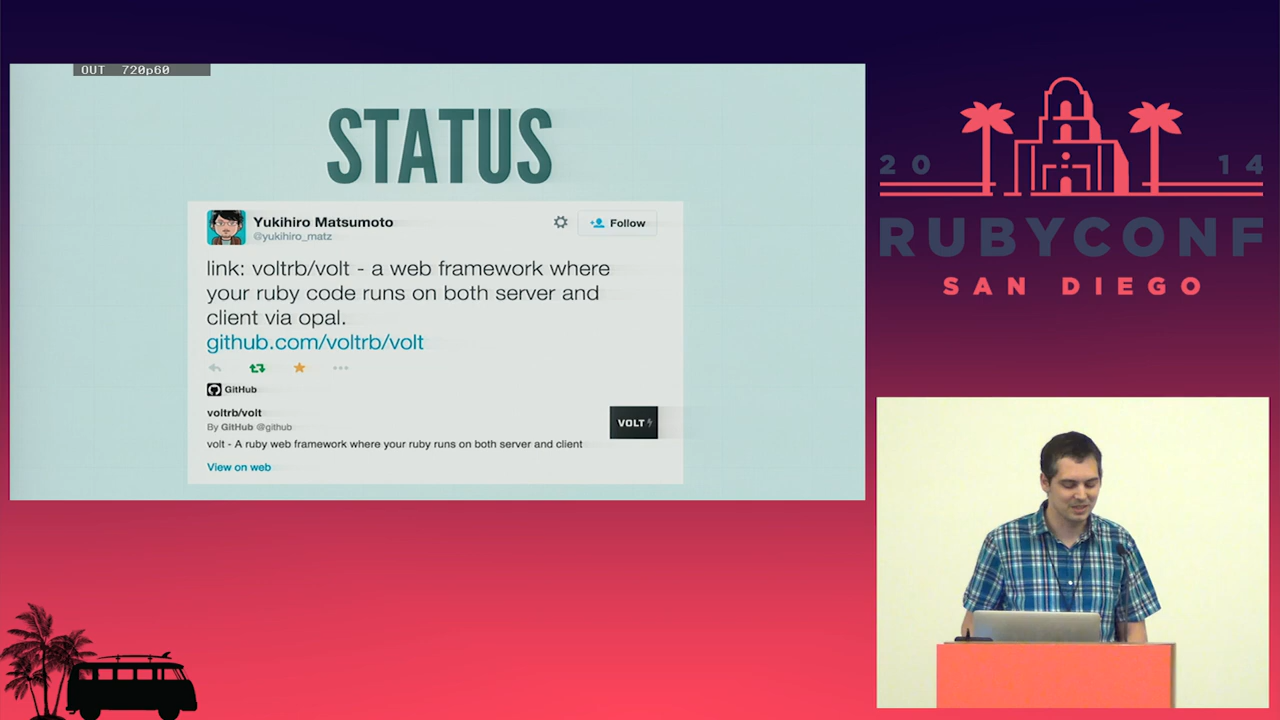 OUT 720p60
STATUS
Yukihiro Matsumoto
@yukihiro_matz
Follow
link: voltrb/volt - a web framework where
your ruby code runs on both server and
client via opal.
github.com/voltrb/volt
GitHub
voltrb/volt
By GitHub @github
volt - A ruby web framework where your ruby runs on both server and client
View on web
VOLT
20 14
RUBYCONF
SAN DIEGO